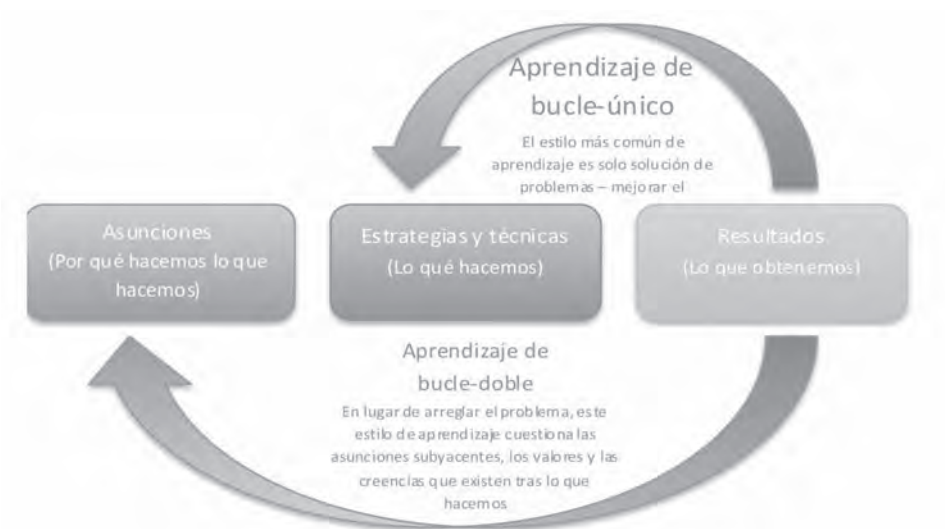 Aprendizaje de
bucle-único
El estilo más común de
aprendizaje es solo solución de
problemas – mejorar el
Asunciones
(Por qué hacemos lo que
hacemos)
Estrategias y técnicas
(Lo qué hacemos)
Resultados
(Lo que obtenemos)
Aprendizaje de
bucle-doble
En lugar de arreglar el problema, este
estilo de aprendizaje cuestiona las
asunciones subyacentes, los valores y las
creencias que existen tras lo que
hacemos